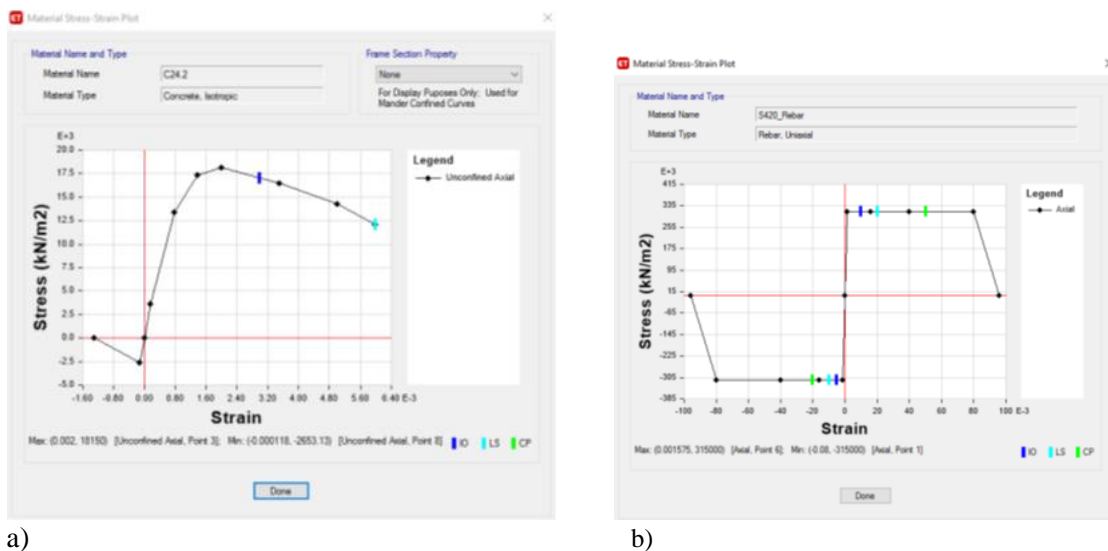 Material Stress-Strain Plot
Material Name and Type
Material Name C24.2
Material Type Concrete, Isotropic
Frame Section Property
None
For Display Puposes Only; Used for
Mander Confined Curves
E+3
20.0
17.5
15.0
12.5
10.0
7.5
5.0
2.5
0.0
-2.5
-5.0
Stress (kN/m2)
-1.60 -0.80 0.00 0.80 1.60 2.40 3.20 4.00 4.80 5.60 6.40 E-3
Strain
Legend
Unconfined Axial
Max: (0.002, 18150) [Unconfined Axial, Point 3]; Min: (-0.000118, -2653.13) [Unconfined Axial, Point 8] IO LS CP
Done
a)
Material Stress-Strain Plot
Material Name and Type
Material Name S420_Rebar
Material Type Rebar, Uniaxial
E+3
415
335
255
175
95
15
-65
-145
-225
-305
-385
Stress (kN/m2)
-100 -80 -60 -40 -20 0 20 40 60 80 100 E-3
Strain
Legend
Axial
Max: (0.001575, 315000) [Axial, Point 6]; Min: (-0.08, -315000) [Axial, Point 1] IO LS CP
Done
b)